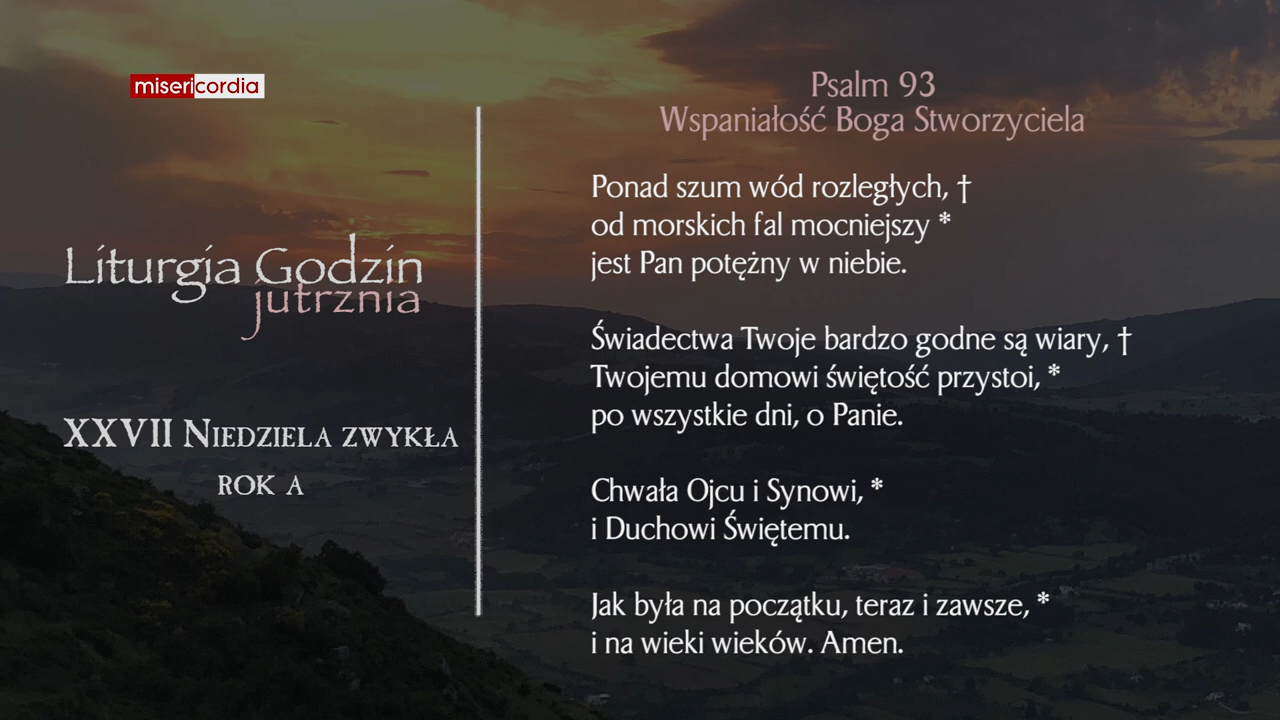 misericordia
Liturgia Godzin
jutrznia
XXVII Niedziela zwykła
rok A
Psalm 93
Wspaniałość Boga Stworzyciela
Ponad szum wód rozległych, †
od morskich fal mocniejszy *
jest Pan potężny w niebie.
Świadectwa Twoje bardzo godne są wiary, †
Twojemu domowi świętość przystoi, *
po wszystkie dni, o Panie.
Chwała Ojcu i Synowi, *
i Duchowi Świętemu.
Jak była na początku, teraz i zawsze, *
i na wieki wieków. Amen.